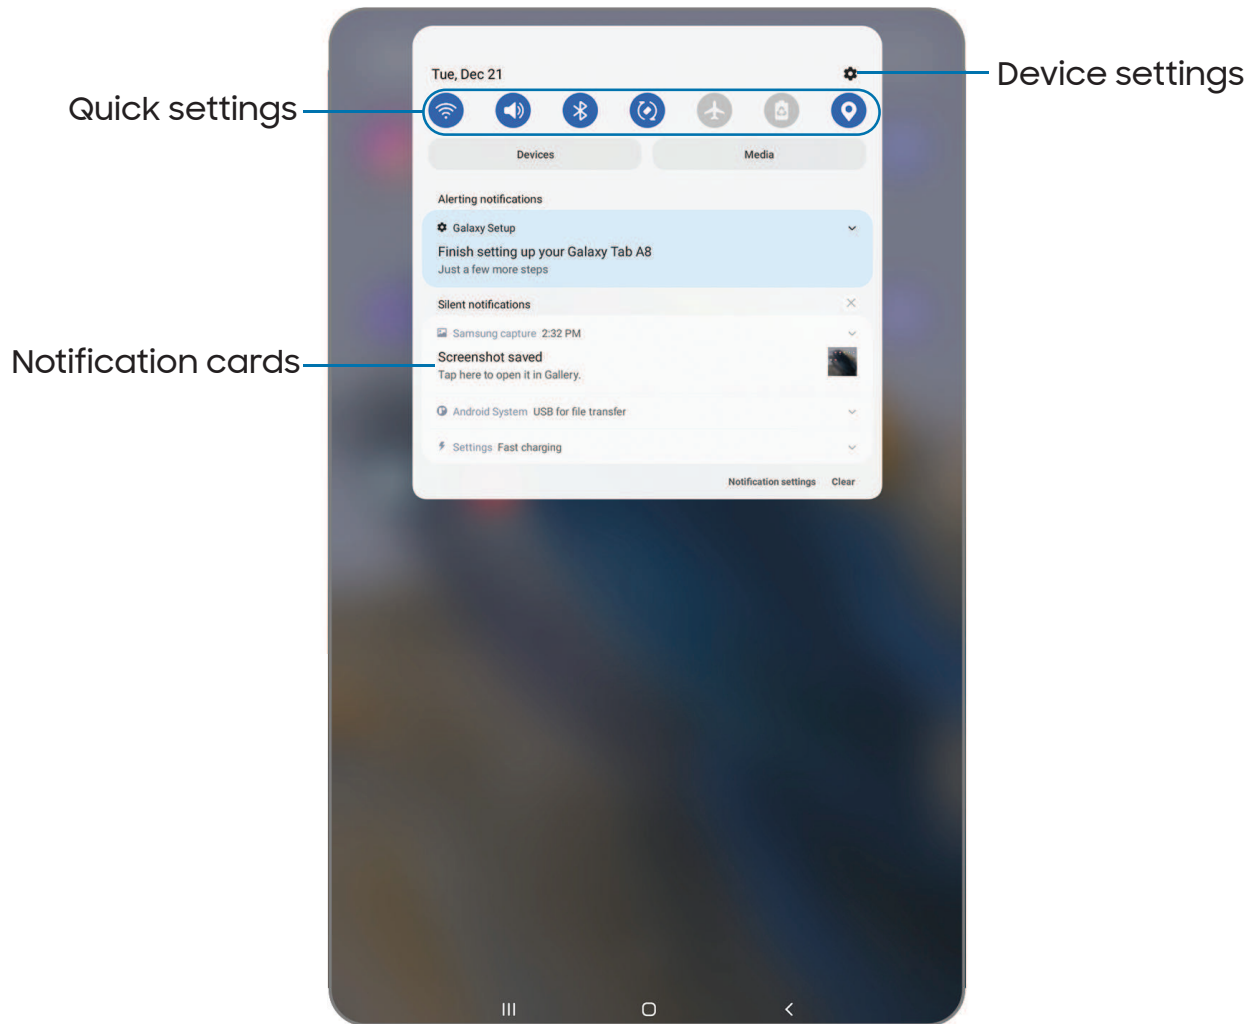 Tue, Dec 21
Device settings
Quick settings
Devices
Media
Alerting notifications
Galaxy Setup
Finish setting up your Galaxy Tab A8
Just a few more steps
Silent notifications
Samsung capture 2:32 PM
Notification cards
Screenshot saved
Tap here to open it in Gallery.
Android System USB for file transfer
Settings Fast charging
Notification settings
Clear